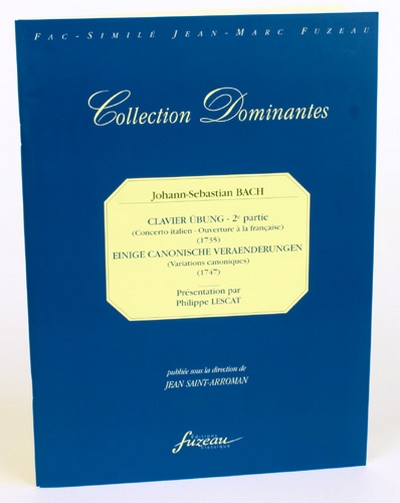 FAC-SIMILÉ JEAN-MARC FUZEAU
Collection Dominantes
Johann-Sebastian BACH
CLAVIER ÜBUNG - 2e partie
(Concerto italien - Ouverture à la française)
(1735)
EINIGE CANONISCHE VERAENDERUNGEN
(Variations canoniques)
(1747)
Présentation par
Philippe LESCAT
publiée sous la direction de
JEAN SAINT-ARROMAN
éditions
fuzeau
classique